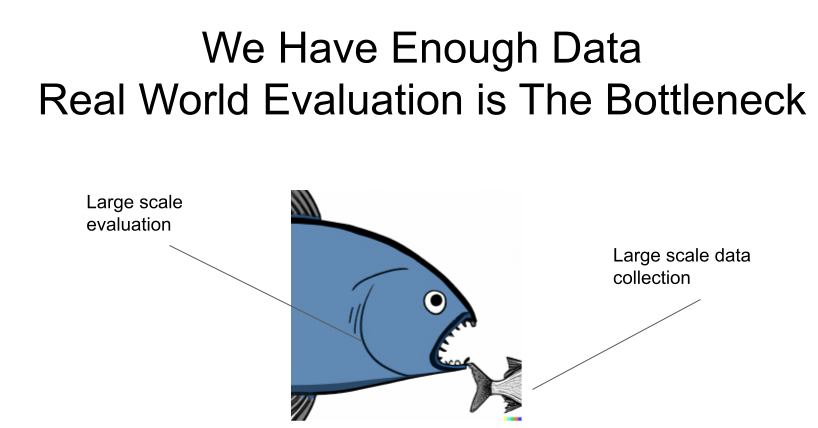 We Have Enough Data
Real World Evaluation is The Bottleneck
Large scale
evaluation
Large scale data
collection